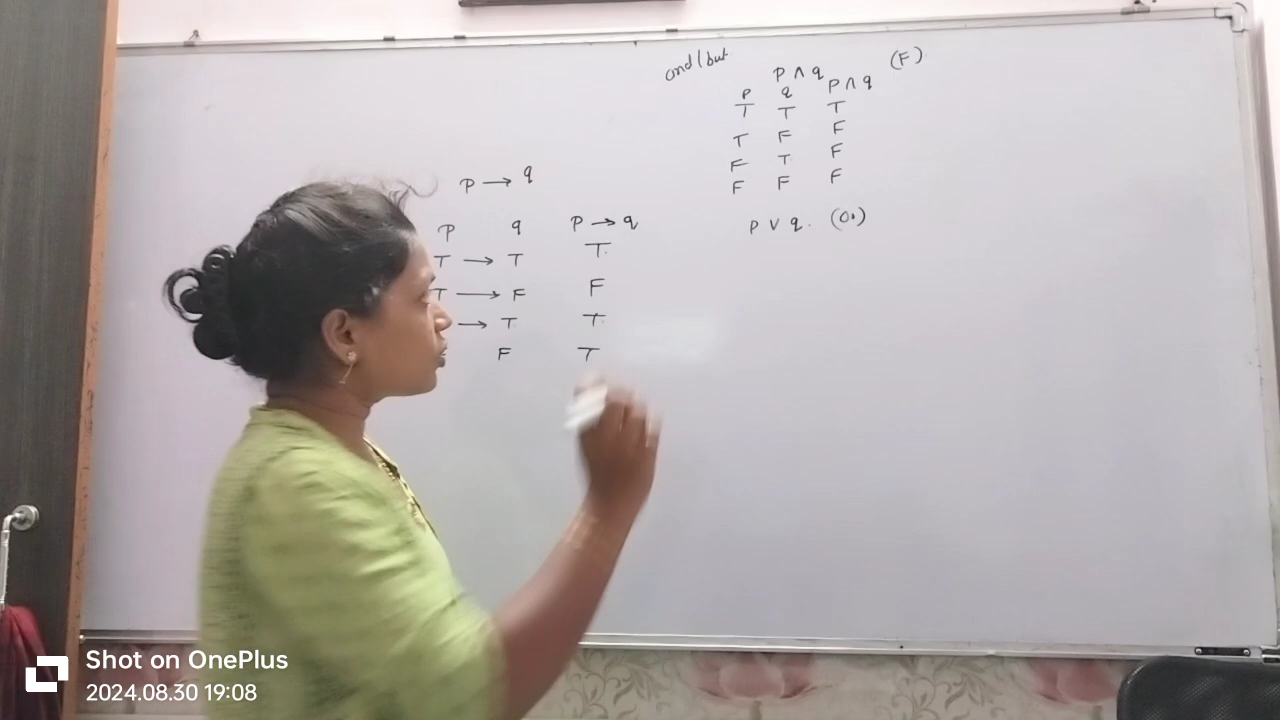 and/but
p ∧ q (F)
p q p ∧ q
T T T
T F F
F T F
F F F
p ∨ q. (Or)
p → q
p q p → q
T → T T.
T → F F
→ T T.
F T
Shot on OnePlus
2024.08.30 19:08